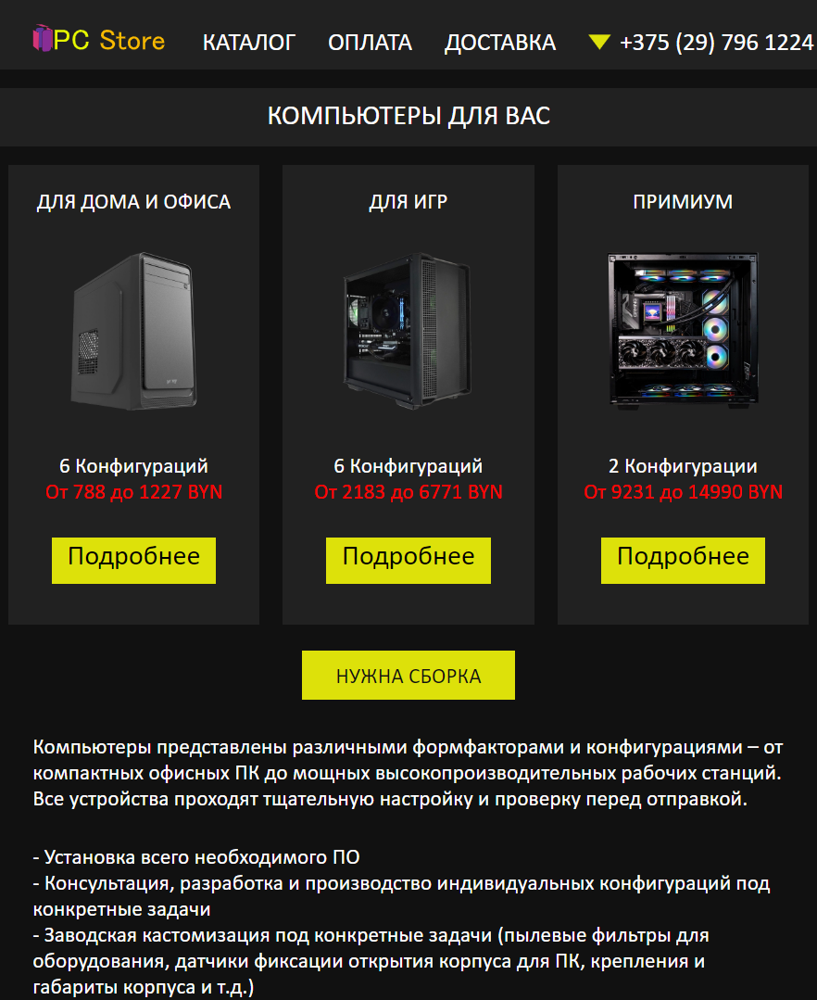 PC Store КАТАЛОГ ОПЛАТА ДОСТАВКА +375 (29) 796 1224
КОМПЬЮТЕРЫ ДЛЯ ВАС
ДЛЯ ДОМА И ОФИСА
6 Конфигураций
От 788 до 1227 BYN
Подробнее
ДЛЯ ИГР
6 Конфигураций
От 2183 до 6771 BYN
Подробнее
ПРИМИУМ
2 Конфигурации
От 9231 до 14990 BYN
Подробнее
НУЖНА СБОРКА
Компьютеры представлены различными формфакторами и конфигурациями – от
компактных офисных ПК до мощных высокопроизводительных рабочих станций.
Все устройства проходят тщательную настройку и проверку перед отправкой.
- Установка всего необходимого ПО
- Консультация, разработка и производство индивидуальных конфигураций под
конкретные задачи
- Заводская кастомизация под конкретные задачи (пылевые фильтры для
оборудования, датчики фиксации открытия корпуса для ПК, крепления и
габариты корпуса и т.д.)